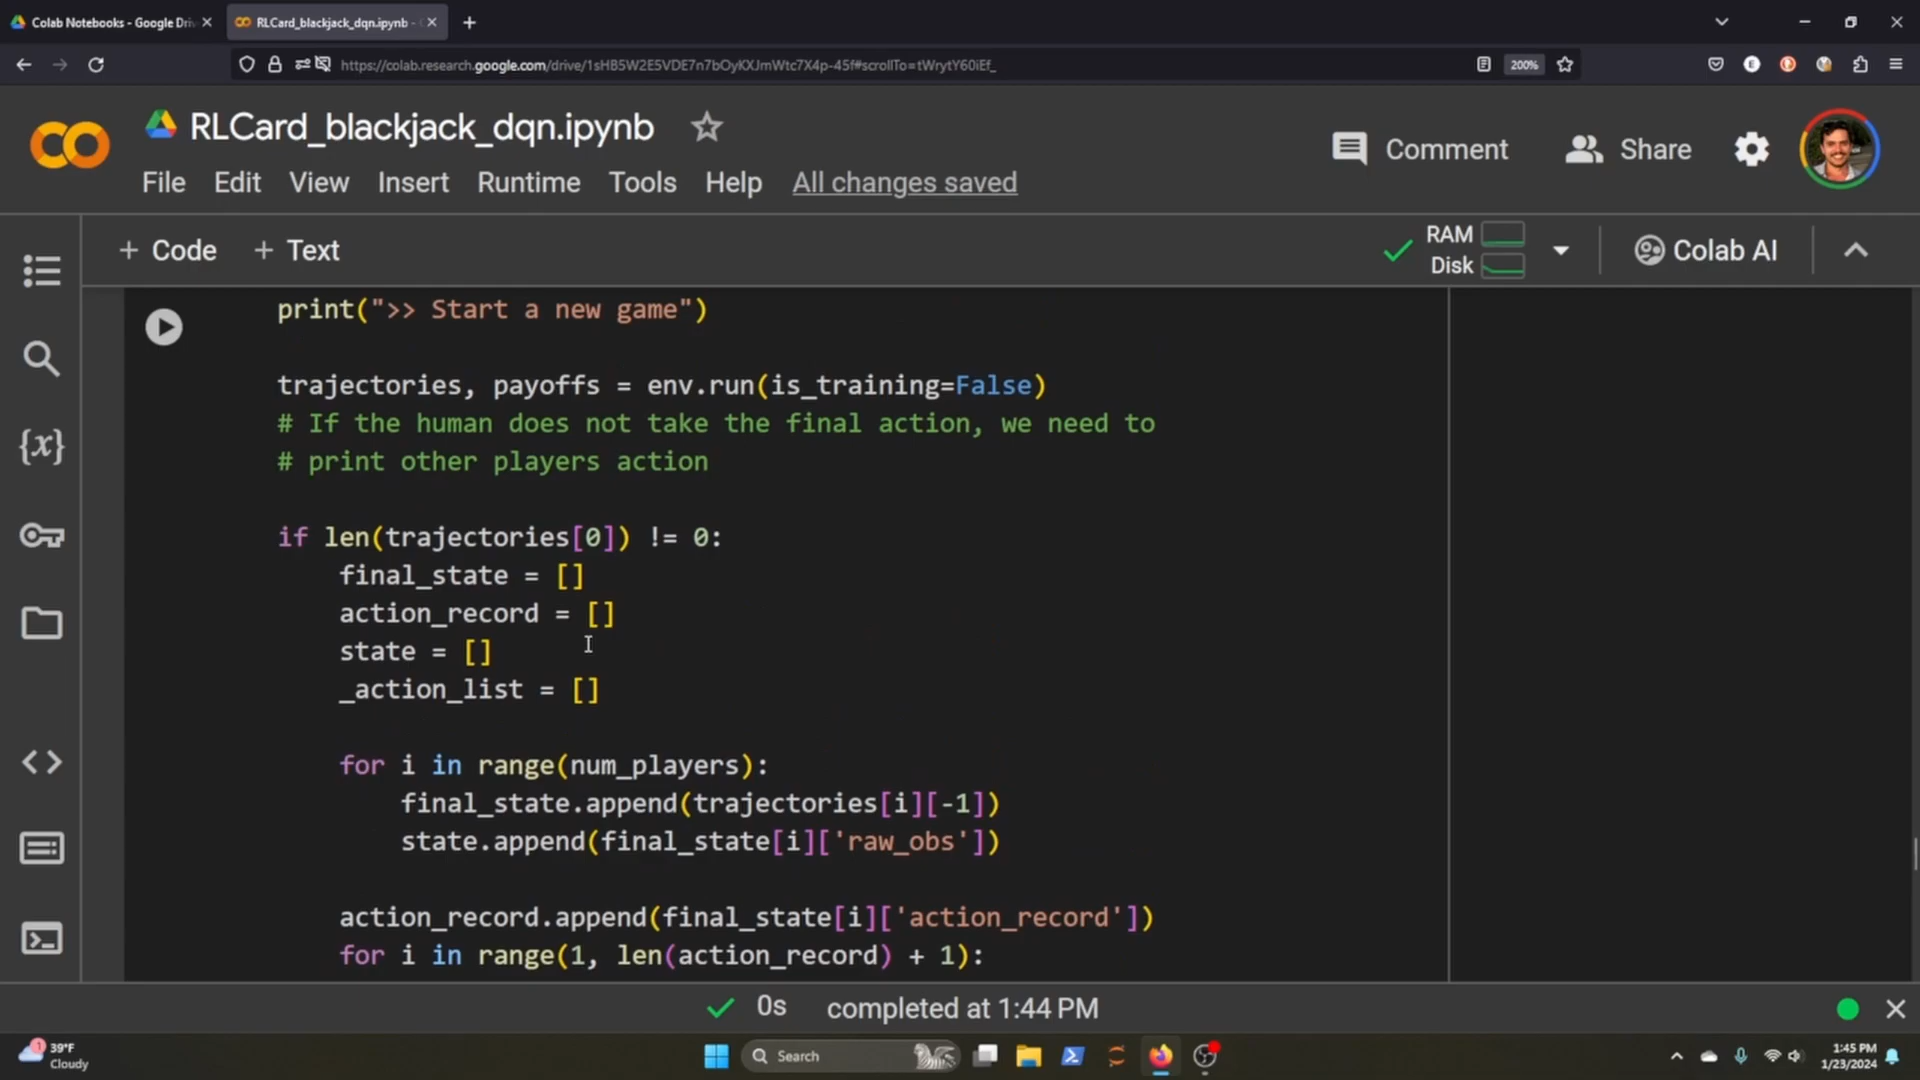 Colab Notebooks - Google Dri
RLCard_blackjack_dqn.ipynb -
https://colab.research.google.com/drive/1sHB5W2E5VDE7n7bOyKXJmWtc7X4p-45f#scrollTo=tWrytY60iEf_
200%
RLCard_blackjack_dqn.ipynb
Comment
Share
File Edit View Insert Runtime Tools Help All changes saved
+ Code + Text
RAM
Disk
Colab AI
print(">> Start a new game")
trajectories, payoffs = env.run(is_training=False)
# If the human does not take the final action, we need to
# print other players action
if len(trajectories[0]) != 0:
final_state = []
action_record = []
state = []
_action_list = []
for i in range(num_players):
final_state.append(trajectories[i][-1])
state.append(final_state[i]['raw_obs'])
action_record.append(final_state[i]['action_record'])
for i in range(1, len(action_record) + 1):
{x}
0s completed at 1:44 PM
1
39°F
Cloudy
Search
1:45 PM
1/23/2024